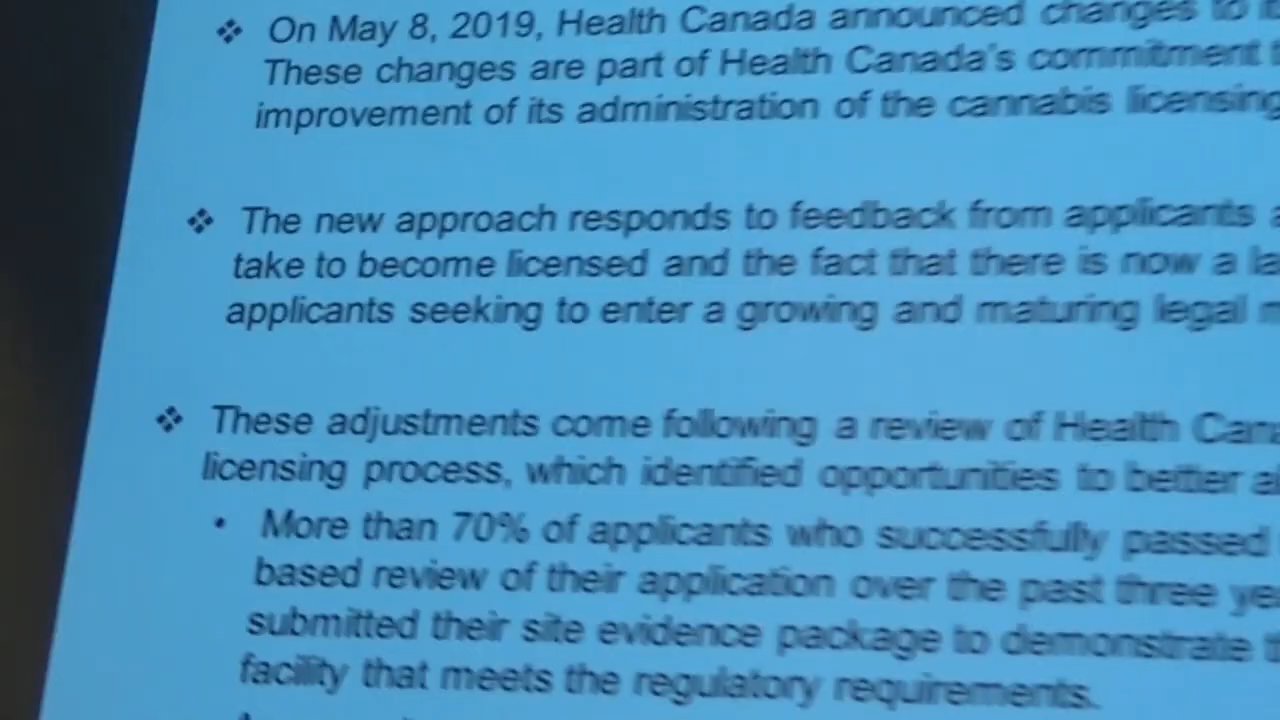 ❖ On May 8, 2019, Health Canada announced changes to
These changes are part of Health Canada's commitment
improvement of its administration of the cannabis licensing
❖ The new approach responds to feedback from applicants
take to become licensed and the fact that there is now a
applicants seeking to enter a growing and maturing legal
❖ These adjustments come following a review of Health
licensing process, which identified opportunities to better
• More than 70% of applicants who successfully passed
based review of their application over the past three
submitted their site evidence package to demonstrate
facility that meets the regulatory requirements.